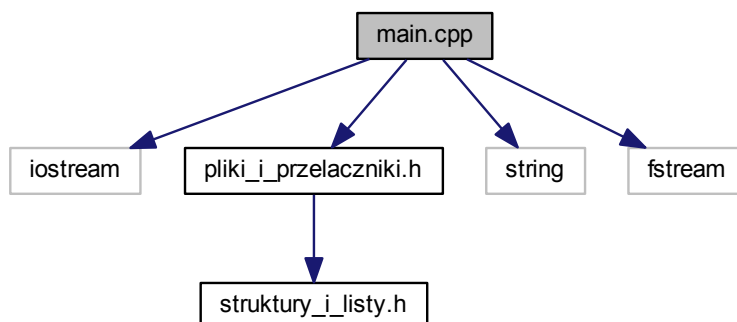 main.cpp
iostream
pliki_i_przelaczniki.h
string
fstream
struktury_i_listy.h